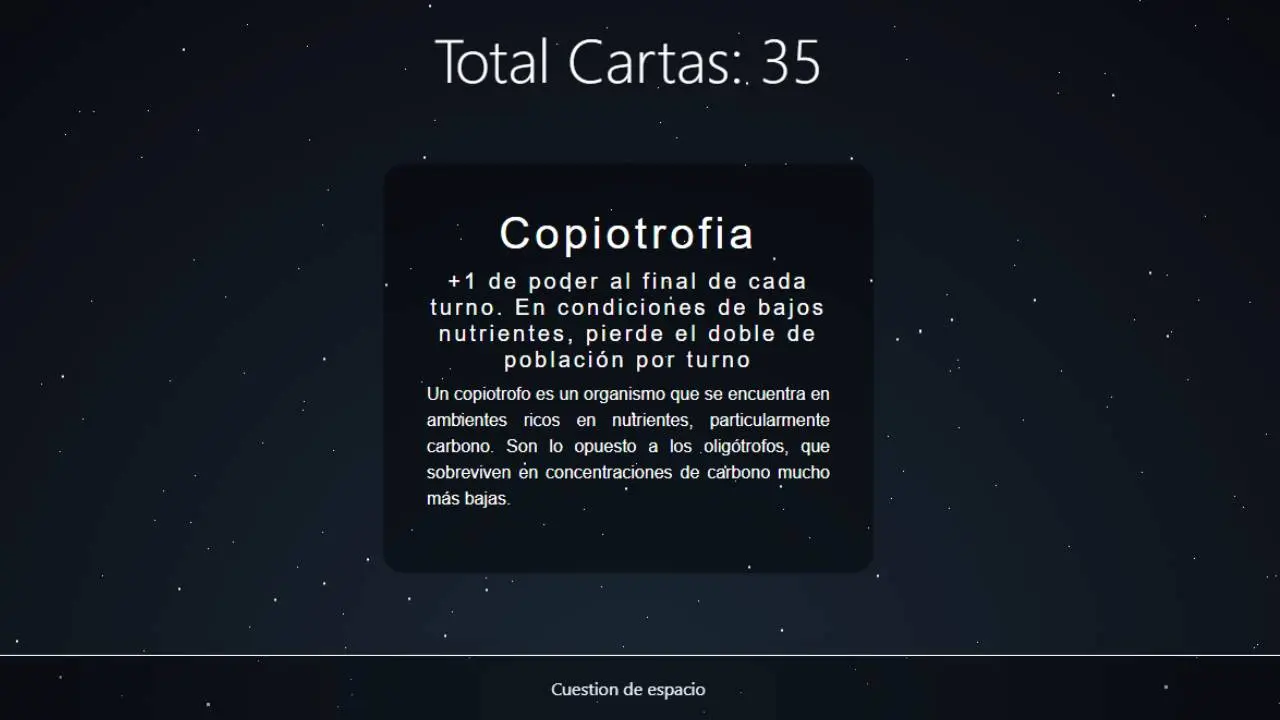 Total Cartas: 35
Copiotrofia
+1 de poder al final de cada
turno. En condiciones de bajos
nutrientes, pierde el doble de
población por turno
Un copiotrofo es un organismo que se encuentra en
ambientes ricos en nutrientes, particularmente
carbono. Son lo opuesto a los oligótrofos, que
sobreviven en concentraciones de carbono mucho
más bajas.
Cuestion de espacio